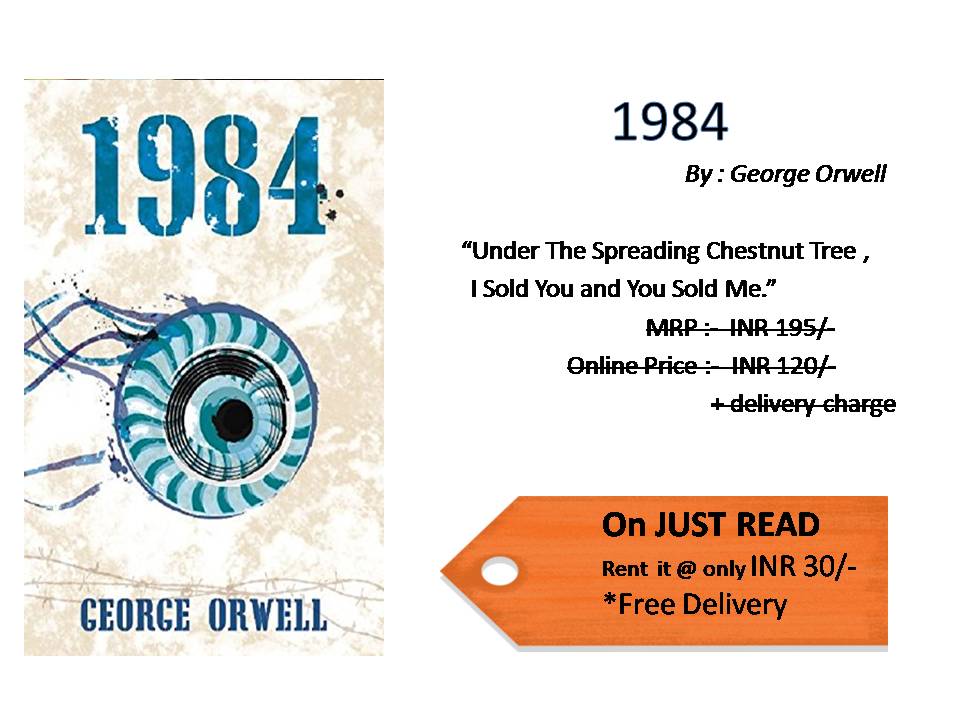 1984
GEORGE ORWELL
1984
By : George Orwell
“Under The Spreading Chestnut Tree ,
I Sold You and You Sold Me.”
MRP :- INR 195/-
Online Price :- INR 120/-
+ delivery charge
On JUST READ
Rent it @ only INR 30/-
*Free Delivery